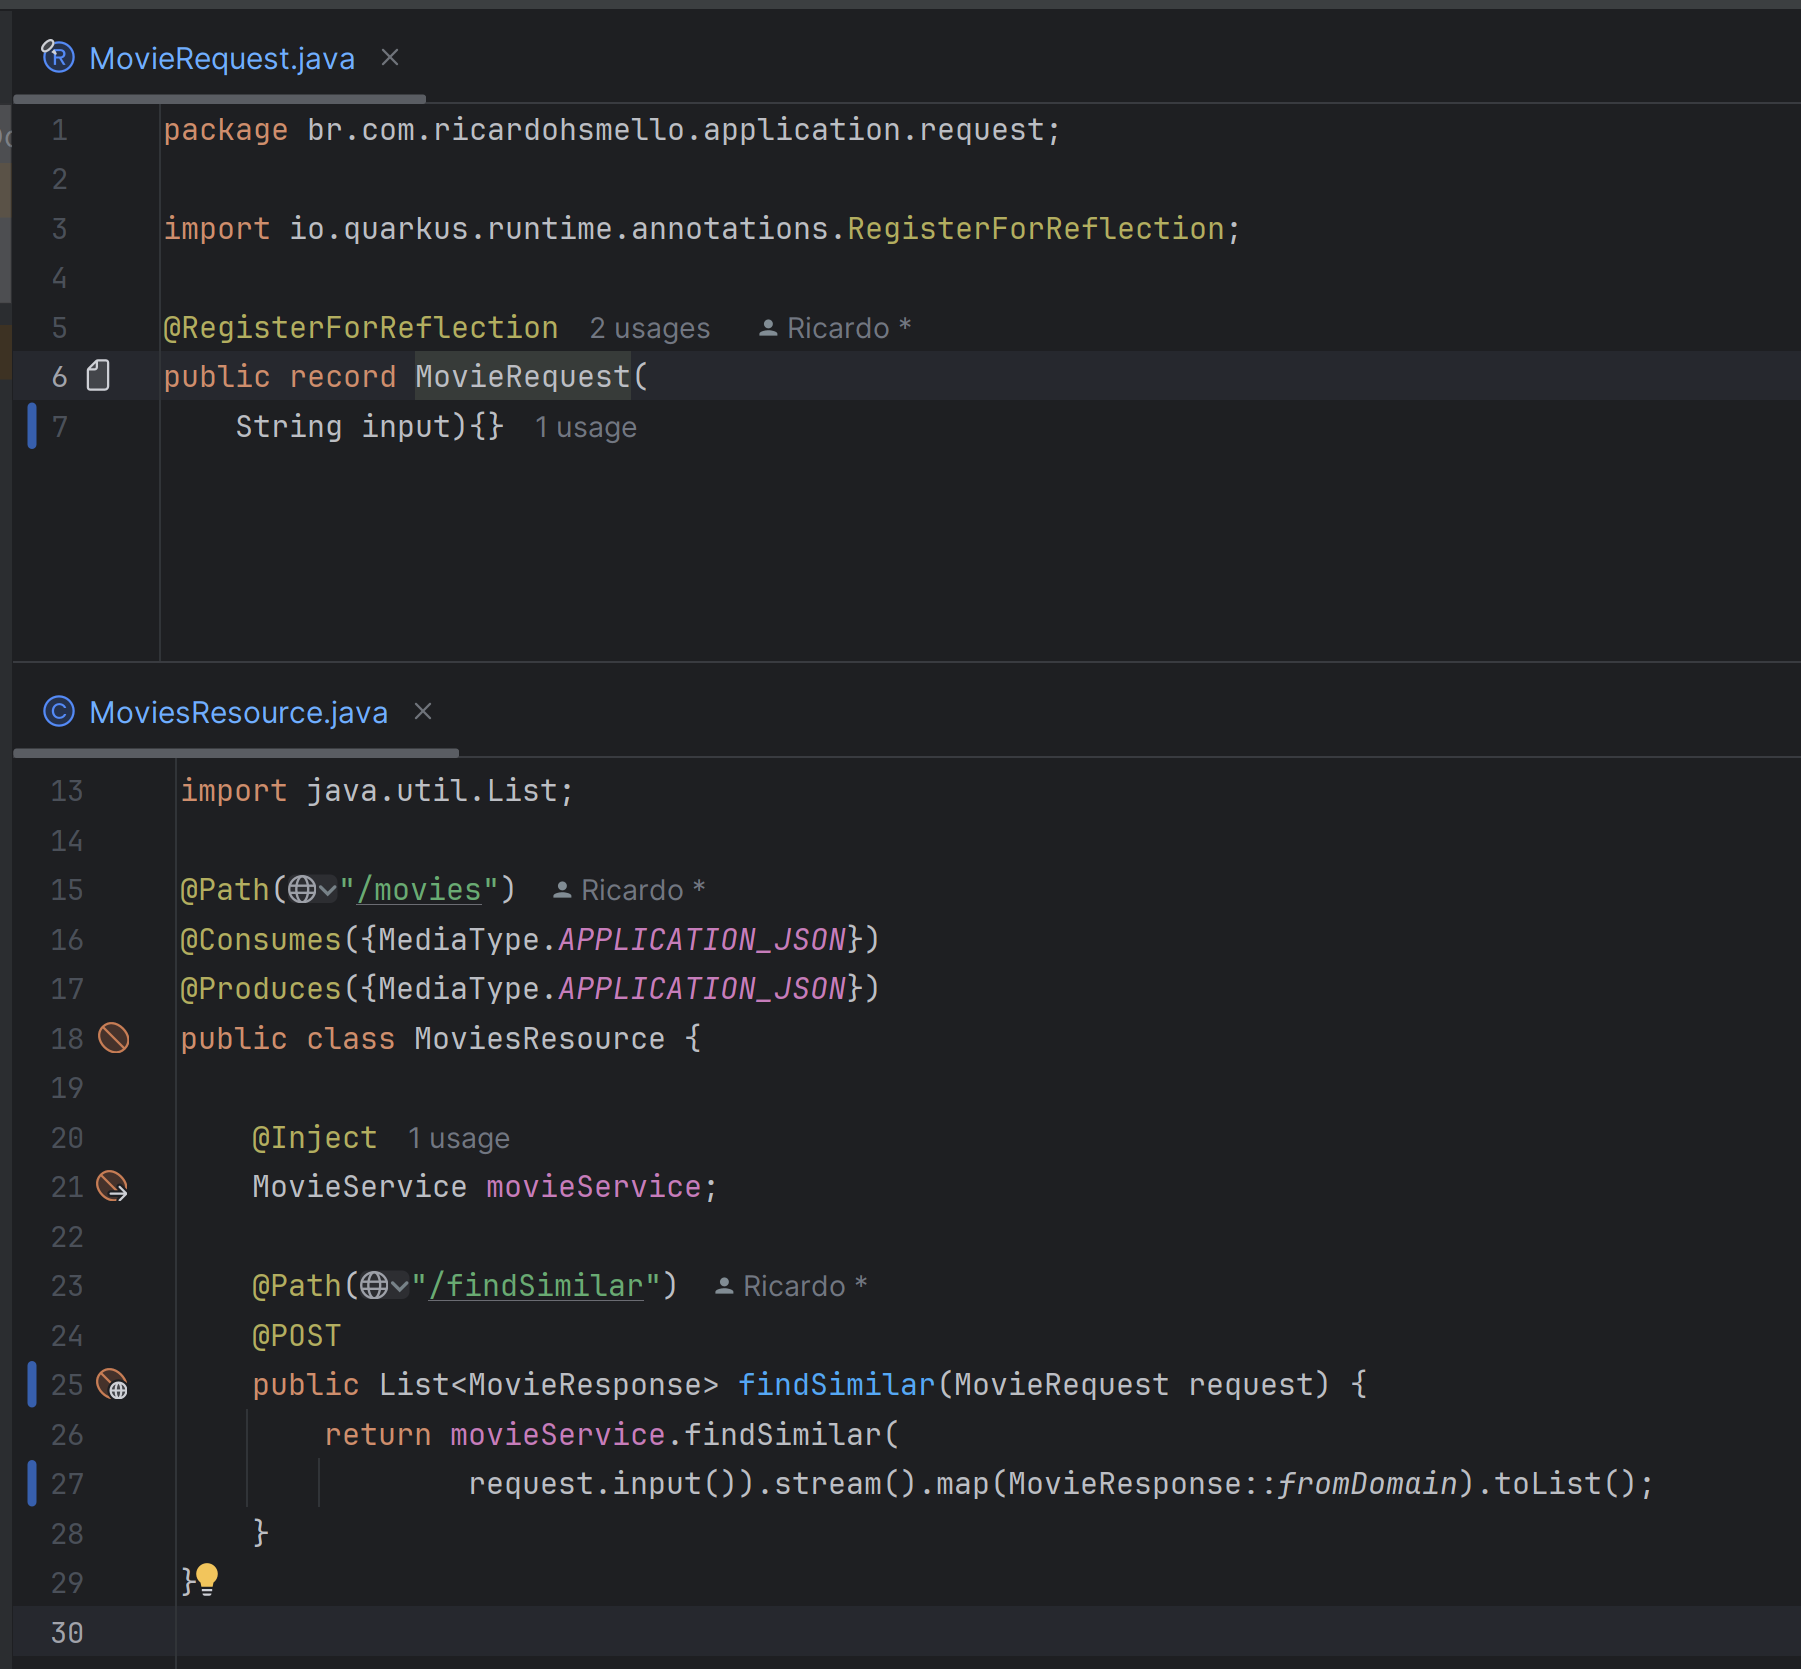 MovieRequest.java
1 package br.com.ricardohsmello.application.request;
2
3 import io.quarkus.runtime.annotations.RegisterForReflection;
4
5 @RegisterForReflection 2 usages Ricardo *
6 public record MovieRequest(
7 String input){} 1 usage
MoviesResource.java
13 import java.util.List;
14
15 @Path("/movies") Ricardo *
16 @Consumes({MediaType.APPLICATION_JSON})
17 @Produces({MediaType.APPLICATION_JSON})
18 public class MoviesResource {
19
20 @Inject 1 usage
21 MovieService movieService;
22
23 @Path("/findSimilar") Ricardo *
24 @POST
25 public List<MovieResponse> findSimilar(MovieRequest request) {
26 return movieService.findSimilar(
27 request.input()).stream().map(MovieResponse::fromDomain).toList();
28 }
29 }
30